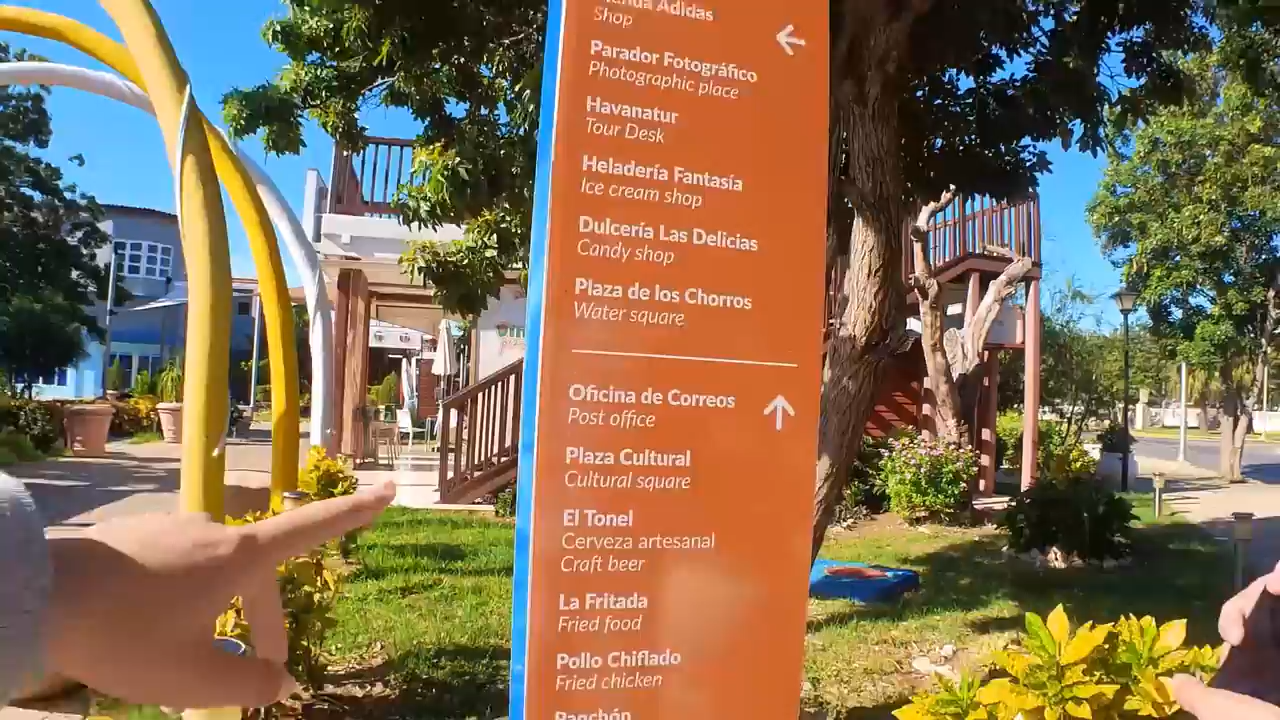 Adidas
Shop
Parador Fotográfico
Photographic place
Havanatur
Tour Desk
Heladería Fantasía
Ice cream shop
Dulcería Las Delicias
Candy shop
Plaza de los Chorros
Water square
Oficina de Correos
Post office
Plaza Cultural
Cultural square
El Tonel
Cerveza artesanal
Craft beer
La Fritada
Fried food
Pollo Chiflado
Fried chicken